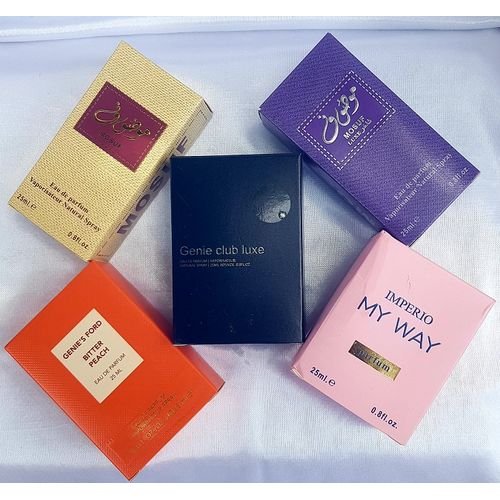 موصوف
MOSUF
Eau de parfum
Vaporisateur Natural Spray
25ml.
0.8fl.oz.
MOSUF
موصوف
MOSUF
Eau de parfum
Vaporisateur Natural Spray
25ml.
0.8fl.oz.
Genie club luxe
GENIE'S FORD
BITTER
PEACH
EAU DE PARFUM
25 ML
IMPERIO
MY WAY
parfum
25ml.e
0.8fl.oz.